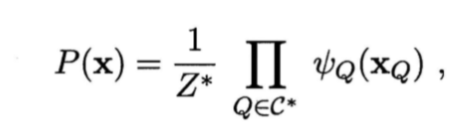 P(𝐱) = \frac{1}{Z^*} \prod_{Q \in \mathcal{C}^*} \psi_Q(𝐱_Q) ,